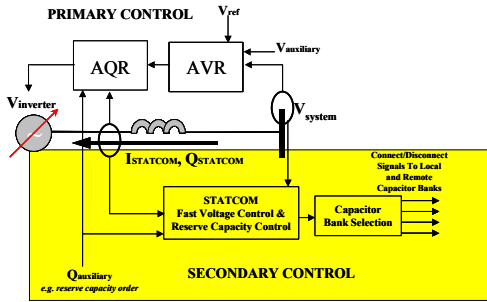 PRIMARY CONTROL
Vref
Vauxiliary
AQR
AVR
Vinverter
Vsystem
ISTATCOM, QSTATCOM
Connect/Disconnect
Signals To Local
and Remote
Capacitor Banks
STATCOM
Fast Voltage Control &
Reserve Capacity Control
Capacitor
Bank Selection
Qauxiliary
e.g. reserve capacity order
SECONDARY CONTROL